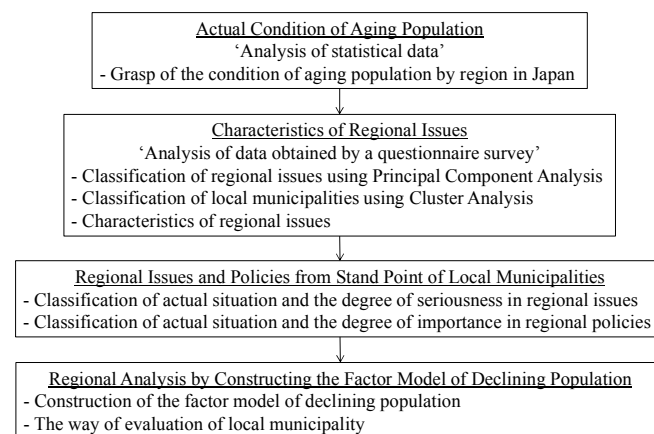 Actual Condition of Aging Population
‘Analysis of statistical data’
- Grasp of the condition of aging population by region in Japan
Characteristics of Regional Issues
‘Analysis of data obtained by a questionnaire survey’
- Classification of regional issues using Principal Component Analysis
- Classification of local municipalities using Cluster Analysis
- Characteristics of regional issues
Regional Issues and Policies from Stand Point of Local Municipalities
- Classification of actual situation and the degree of seriousness in regional issues
- Classification of actual situation and the degree of importance in regional policies
Regional Analysis by Constructing the Factor Model of Declining Population
- Construction of the factor model of declining population
- The way of evaluation of local municipality